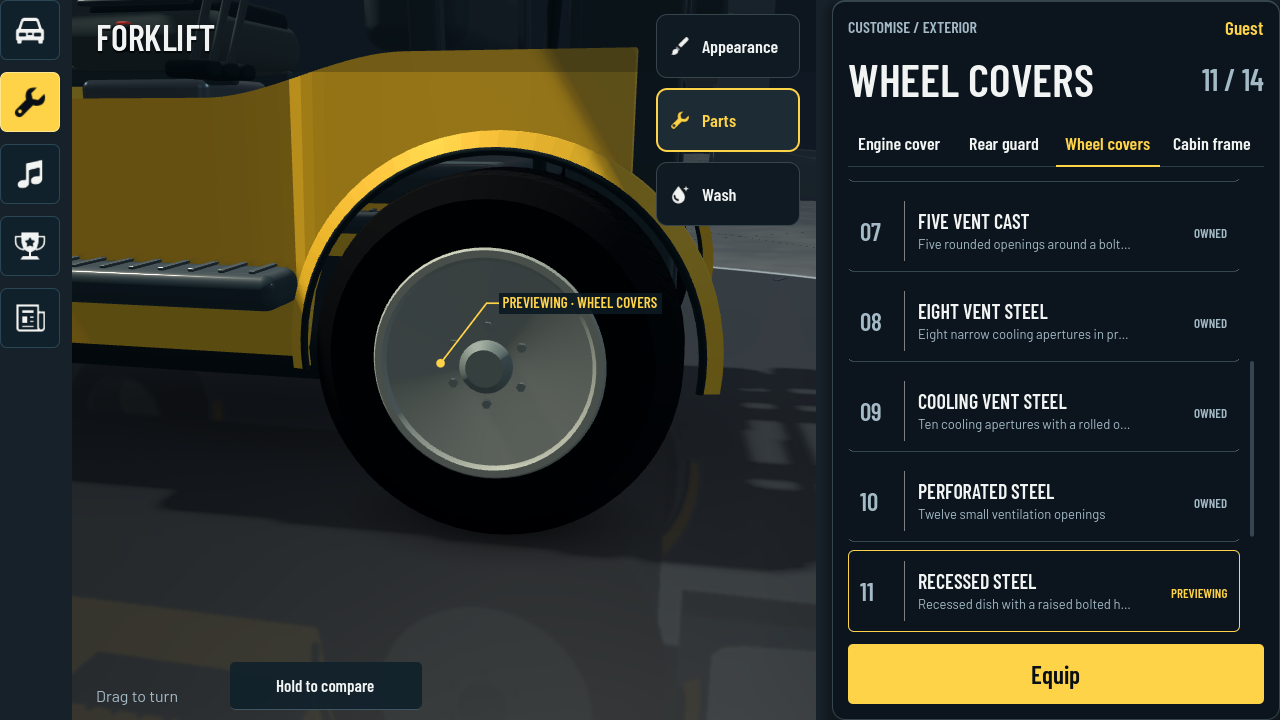 FORKLIFT
Appearance
Parts
Wash
PREVIEWING · WHEEL COVERS
Drag to turn
Hold to compare
CUSTOMISE / EXTERIOR
Guest
WHEEL COVERS
11 / 14
Engine cover
Rear guard
Wheel covers
Cabin frame
07
FIVE VENT CAST
Five rounded openings around a bolt...
OWNED
08
EIGHT VENT STEEL
Eight narrow cooling apertures in pr...
OWNED
09
COOLING VENT STEEL
Ten cooling apertures with a rolled o...
OWNED
10
PERFORATED STEEL
Twelve small ventilation openings
OWNED
11
RECESSED STEEL
Recessed dish with a raised bolted h...
PREVIEWING
Equip